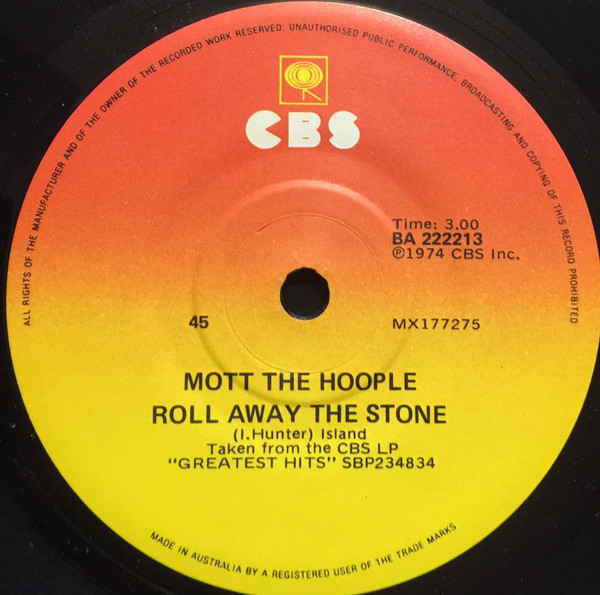 ALL RIGHTS OF THE MANUFACTURER AND OF THE OWNER OF THE RECORDED WORK RESERVED. UNAUTHORISED PUBLIC PERFORMANCE, BROADCASTING AND COPYING OF THIS RECORD PROHIBITED
CBS
Time: 3.00
BA 222213
℗1974 CBS Inc.
45
MX177275
MOTT THE HOOPLE
ROLL AWAY THE STONE
(I.Hunter) Island
Taken from the CBS LP
"GREATEST HITS" SBP234834
MADE IN AUSTRALIA BY A REGISTERED USER OF THE TRADE MARKS